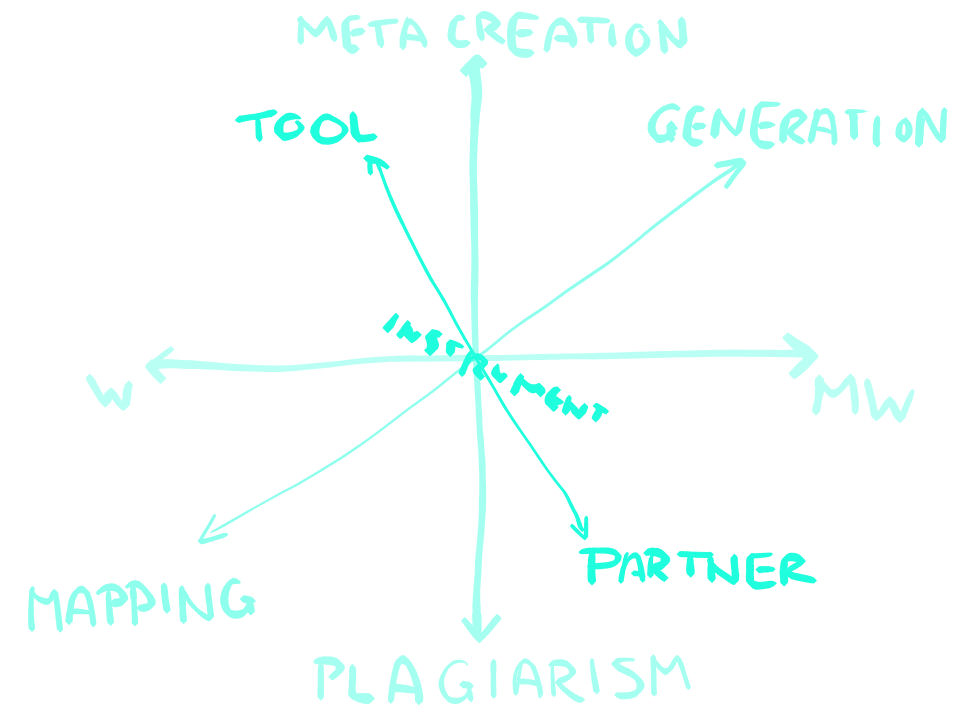 META CREATION
TOOL
GENERATION
INSTRUMENT
W
MW
PARTNER
MAPPING
PLAGIARISM